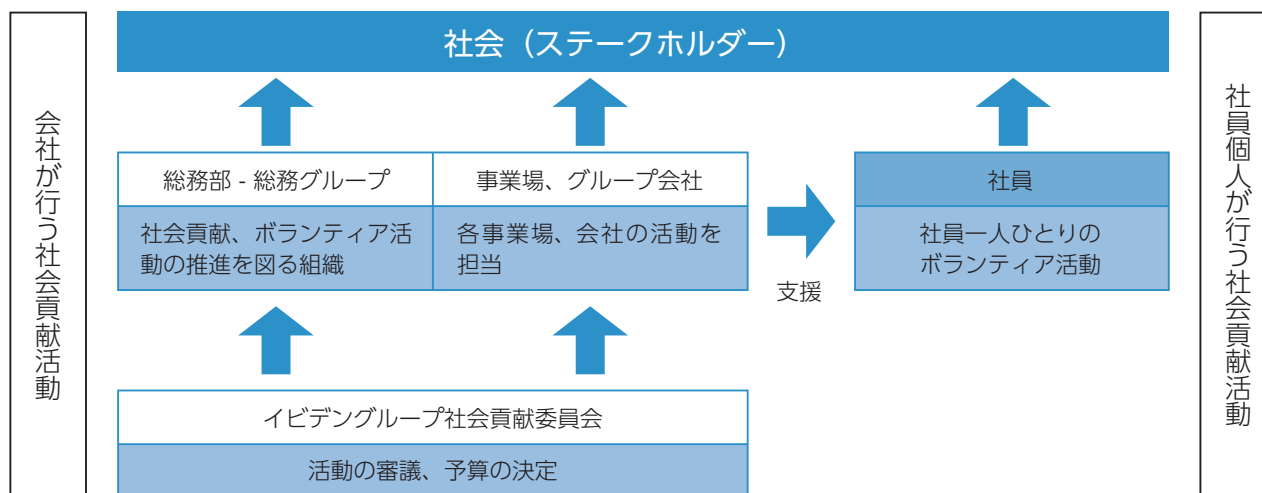 社会（ステークホルダー）
会社が行う社会貢献活動
総務部 - 総務グループ
社会貢献、ボランティア活
動の推進を図る組織
事業場、グループ会社
各事業場、会社の活動を
担当
支援
社員
社員一人ひとりの
ボランティア活動
イビデングループ社会貢献委員会
活動の審議、予算の決定
社員個人が行う社会貢献活動